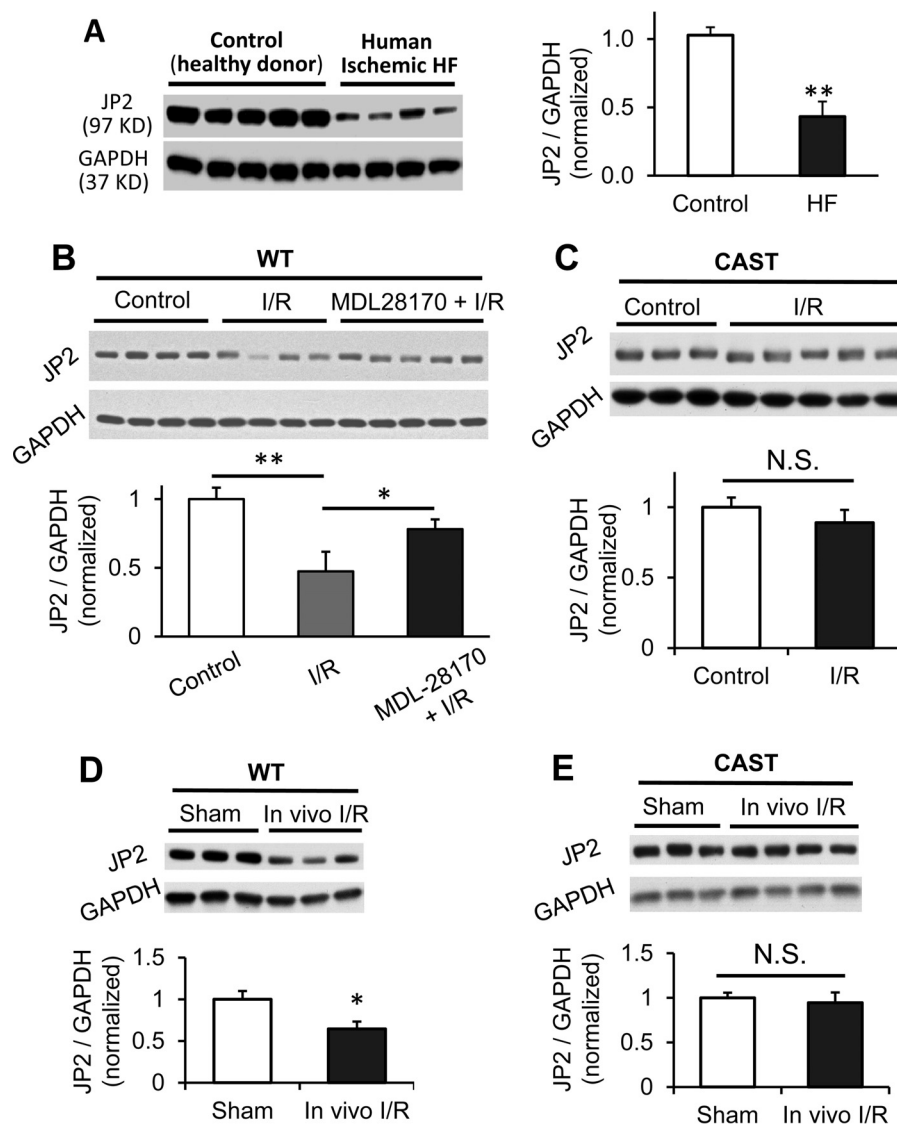 A
Control
(healthy donor)
Human
Ischemic HF
JP2
(97 KD)
GAPDH
(37 KD)
JP2 / GAPDH
(normalized)
1.0
0.5
0.0
**
Control
HF
B
WT
Control
I/R
MDL28170 + I/R
JP2
GAPDH
JP2 / GAPDH
(normalized)
1
0.5
0
**
*
Control
I/R
MDL-28170
+ I/R
C
CAST
Control
I/R
JP2
GAPDH
JP2 / GAPDH
(normalized)
1
0.5
0
N.S.
Control
I/R
D
WT
Sham
In vivo I/R
JP2
GAPDH
JP2 / GAPDH
(normalized)
1.5
1
0.5
0
*
Sham
In vivo I/R
E
CAST
Sham
In vivo I/R
JP2
GAPDH
JP2 / GAPDH
(normalized)
1.5
1
0.5
0
N.S.
Sham
In vivo I/R